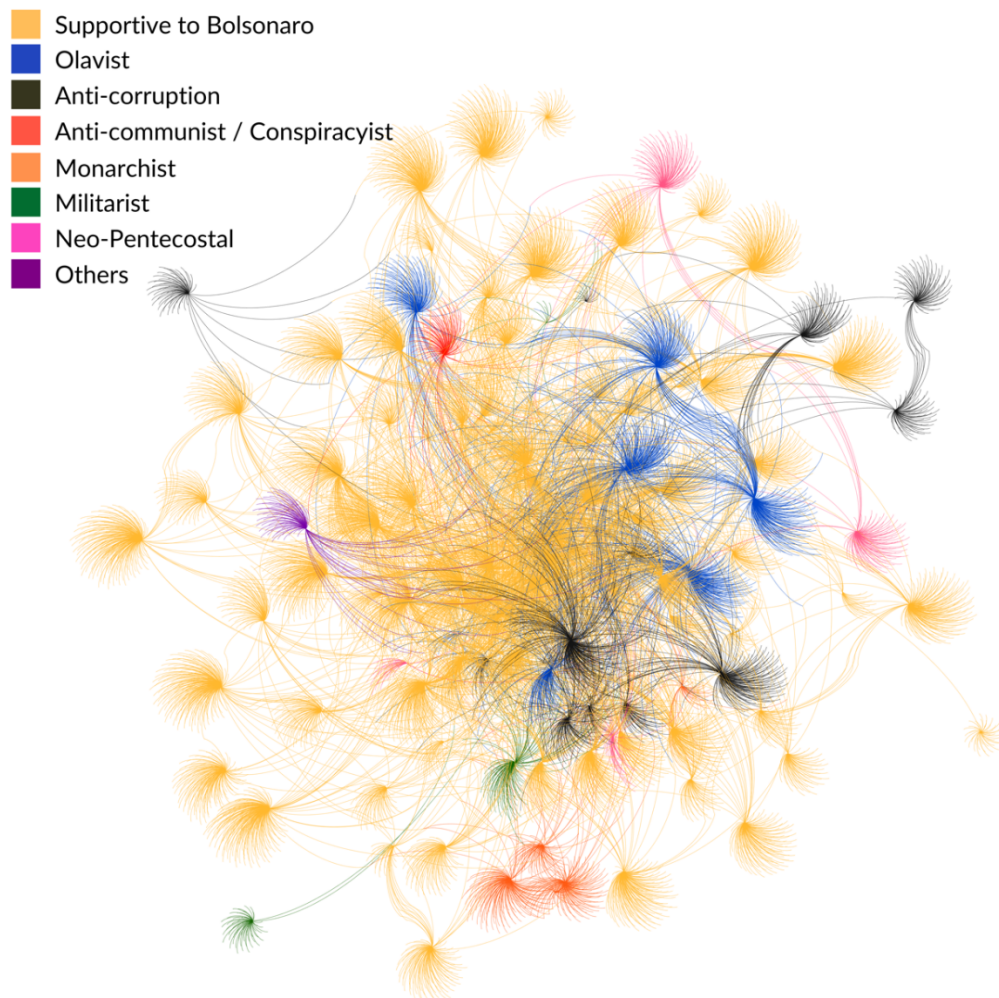 Supportive to Bolsonaro
Olavist
Anti-corruption
Anti-communist / Conspiracyist
Monarchist
Militarist
Neo-Pentecostal
Others